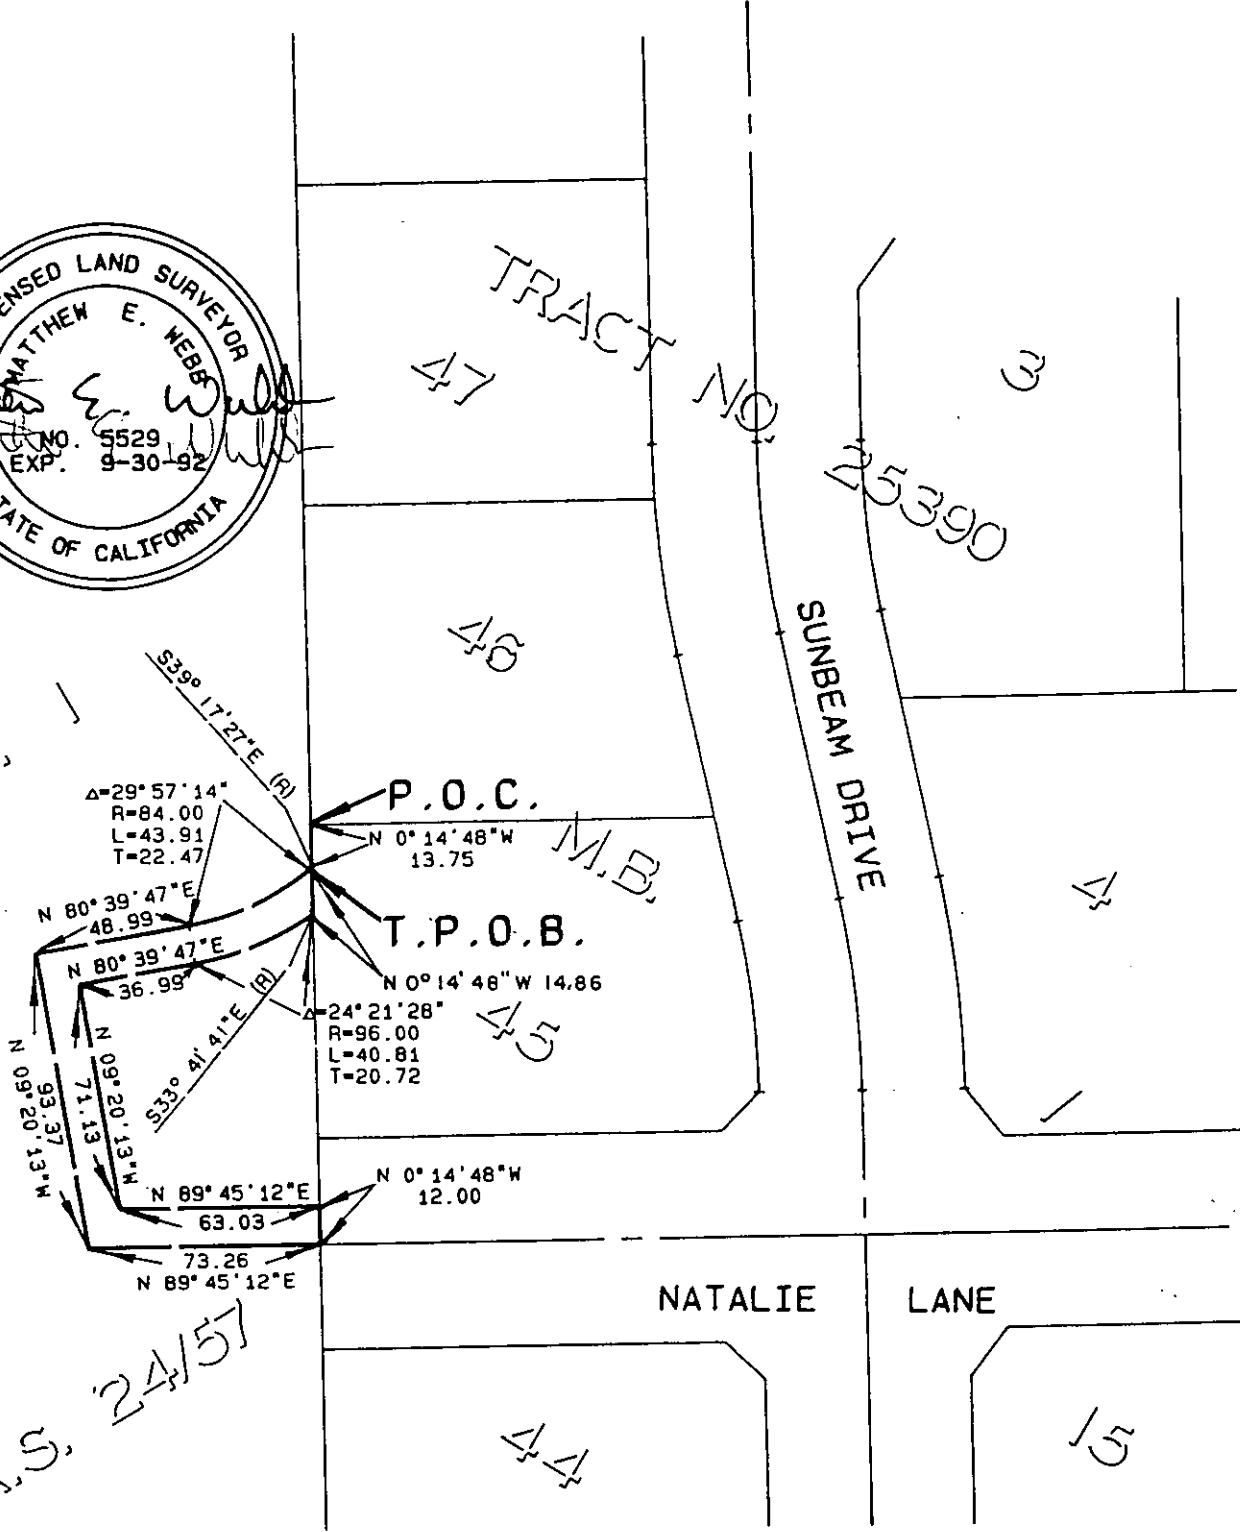 LAND SURVEYOR
MATTHEW E. WEBB
NO. 5529
EXP. 9-30-92
OF CALIFORNIA
TRACT NO. 25390
47
3
46
SUNBEAM DRIVE
S39° 17'27"E (R)
Δ=29° 57'14"
R=84.00
L=43.91
T=22.47
P.O.C.
N 0° 14'48"W
13.75
M.B.
4
N 80° 39'47"E
48.99
T.P.O.B.
N 80° 39'47"E
36.99
N 0° 14'48" W 14.86
45
Δ=24° 21'28"
R=96.00
L=40.81
T=20.72
S33° 41'41"E (R)
N 09° 20'13"W
93.37
71.13
N 09° 20'13"W
N 89° 45'12"E
63.03
N 0° 14'48"W
12.00
73.26
N 89° 45'12"E
NATALIE LANE
24/57
44
15